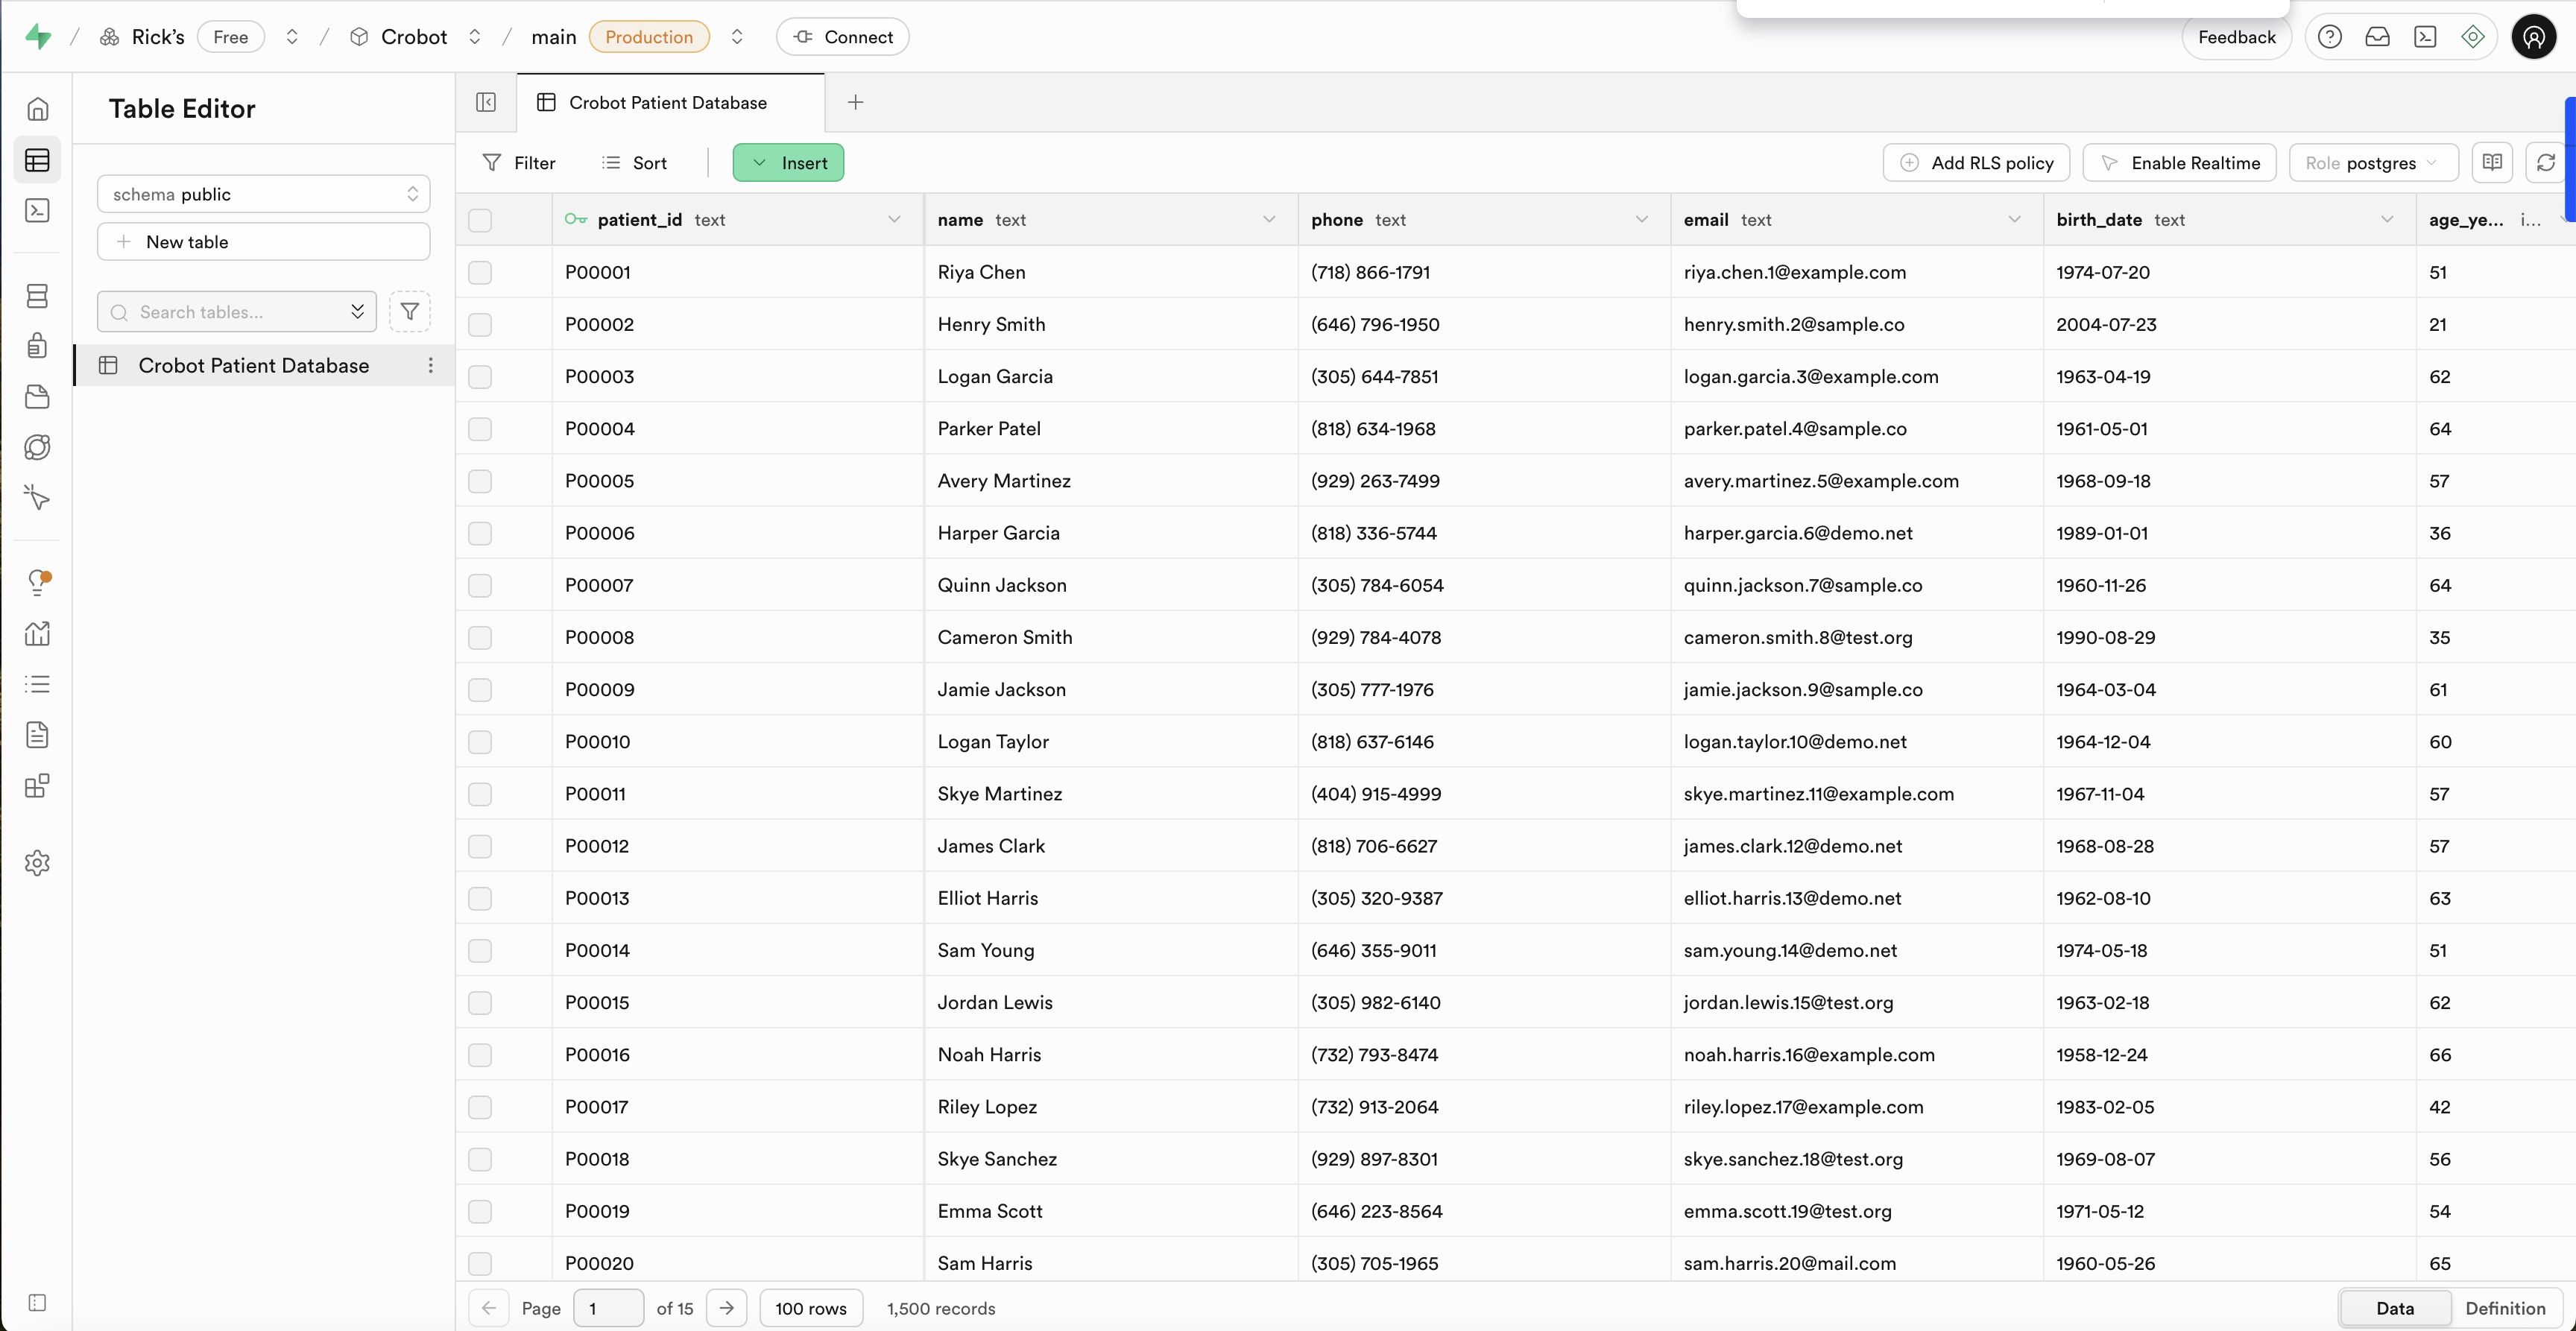 / Rick's Free / Crobot / main Production Connect Feedback
Table Editor
Crobot Patient Database
Filter Sort Insert Add RLS policy Enable Realtime Role postgres
schema public
New table
Search tables...
Crobot Patient Database
patient_id text name text phone text email text birth_date text age_ye... i...
P00001 Riya Chen (718) 866-1791 riya.chen.1@example.com 1974-07-20 51
P00002 Henry Smith (646) 796-1950 henry.smith.2@sample.co 2004-07-23 21
P00003 Logan Garcia (305) 644-7851 logan.garcia.3@example.com 1963-04-19 62
P00004 Parker Patel (818) 634-1968 parker.patel.4@sample.co 1961-05-01 64
P00005 Avery Martinez (929) 263-7499 avery.martinez.5@example.com 1968-09-18 57
P00006 Harper Garcia (818) 336-5744 harper.garcia.6@demo.net 1989-01-01 36
P00007 Quinn Jackson (305) 784-6054 quinn.jackson.7@sample.co 1960-11-26 64
P00008 Cameron Smith (929) 784-4078 cameron.smith.8@test.org 1990-08-29 35
P00009 Jamie Jackson (305) 777-1976 jamie.jackson.9@sample.co 1964-03-04 61
P00010 Logan Taylor (818) 637-6146 logan.taylor.10@demo.net 1964-12-04 60
P00011 Skye Martinez (404) 915-4999 skye.martinez.11@example.com 1967-11-04 57
P00012 James Clark (818) 706-6627 james.clark.12@demo.net 1968-08-28 57
P00013 Elliot Harris (305) 320-9387 elliot.harris.13@demo.net 1962-08-10 63
P00014 Sam Young (646) 355-9011 sam.young.14@demo.net 1974-05-18 51
P00015 Jordan Lewis (305) 982-6140 jordan.lewis.15@test.org 1963-02-18 62
P00016 Noah Harris (732) 793-8474 noah.harris.16@example.com 1958-12-24 66
P00017 Riley Lopez (732) 913-2064 riley.lopez.17@example.com 1983-02-05 42
P00018 Skye Sanchez (929) 897-8301 skye.sanchez.18@test.org 1969-08-07 56
P00019 Emma Scott (646) 223-8564 emma.scott.19@test.org 1971-05-12 54
P00020 Sam Harris (305) 705-1965 sam.harris.20@mail.com 1960-05-26 65
Page 1 of 15 100 rows 1,500 records Data Definition